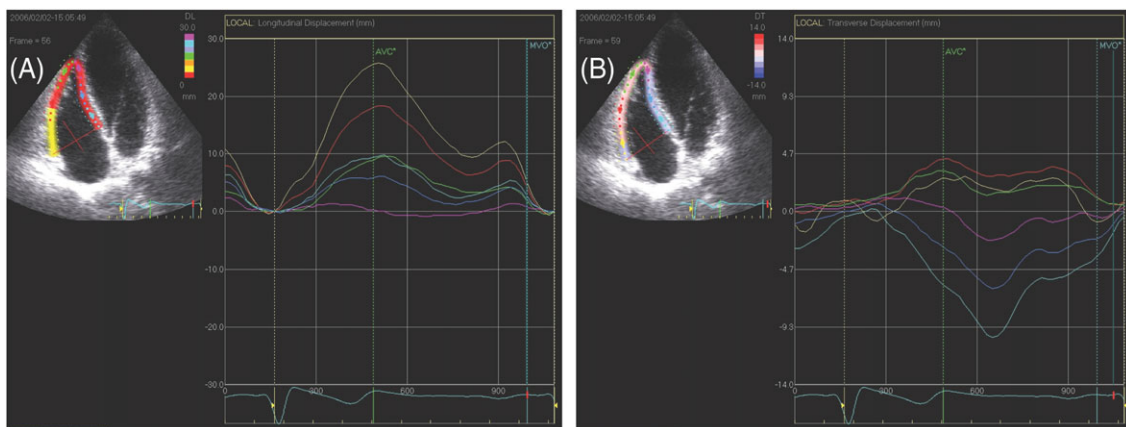 2006/02/02-15:05:49
DL
30.0
Frame = 56
(A)
0
mm
LOCAL: Longitudinal Displacement (mm)
AVC*
MVO*
30.0
20.0
10.0
0.0
-10.0
-20.0
-30.0
0
300
600
900
2006/02/02-15:05:49
DT
14.0
Frame = 59
(B)
-14.0
mm
LOCAL: Transverse Displacement (mm)
AVC*
MVO*
14.0
9.3
4.7
0.0
-4.7
-9.3
-14.0
0
300
600
900